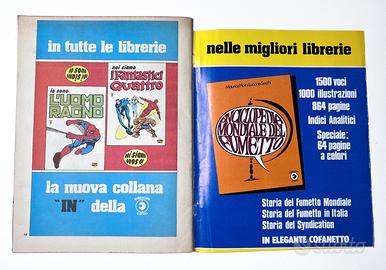 in tutte le librerie
io sono
L'UOMO
RAGNO
noi siamo
i Fantastici
Quattro
la nuova collana
"IN" della
nelle migliori librerie
ENCICLOPEDIA
MONDIALE DEL
FUMETTO
1500 voci
1000 illustrazioni
864 pagine
Indici Analitici
Speciale:
64 pagine
a colori
Storia del Fumetto Mondiale
Storia del Fumetto in Italia
Storia del Syndication
IN ELEGANTE COFANETTO
subito